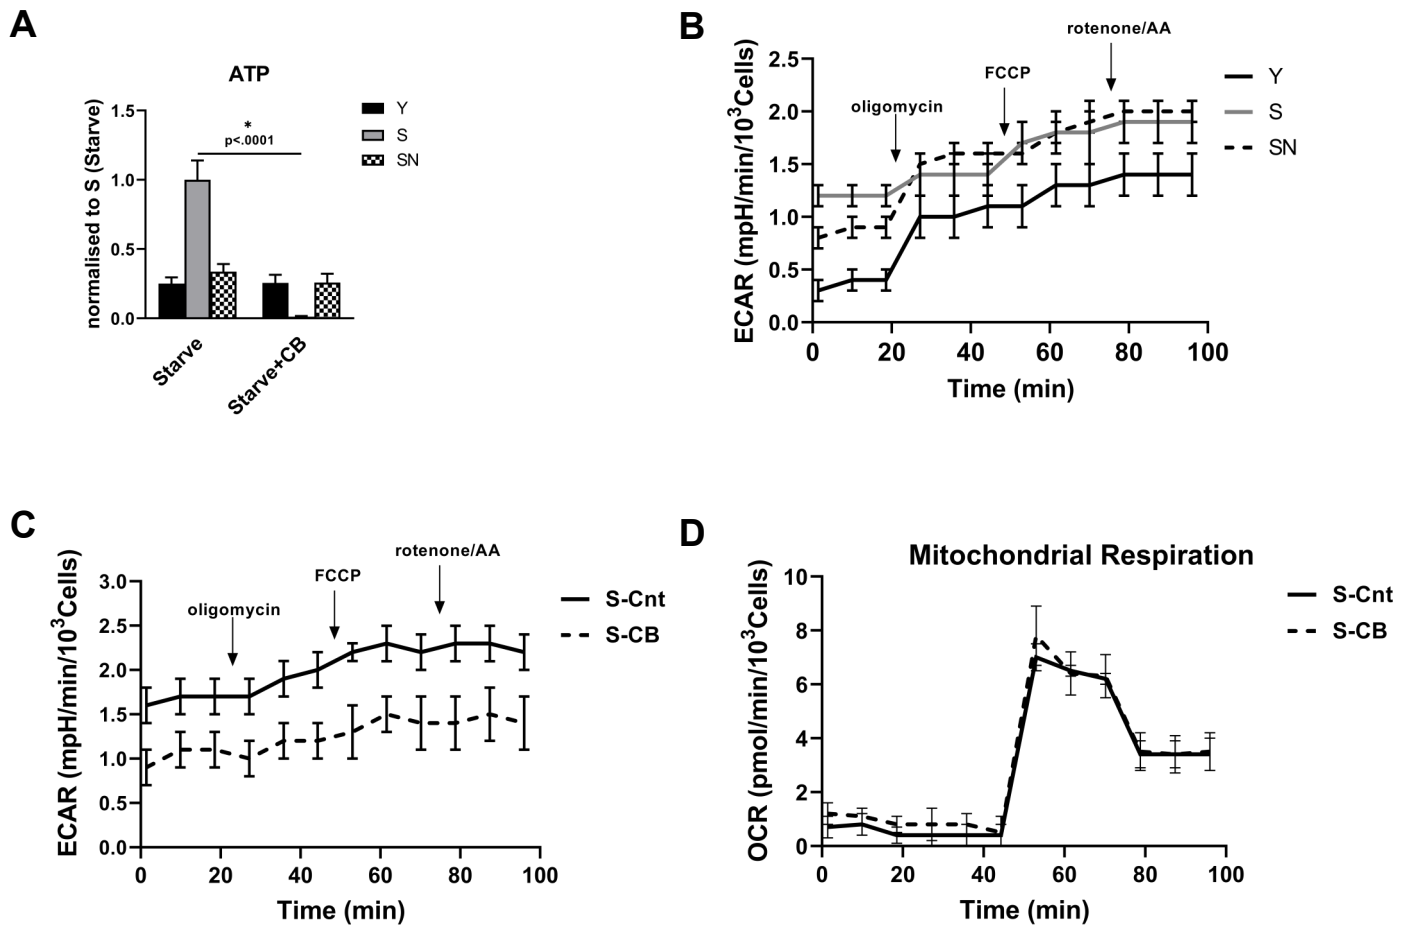 A
ATP
normalised to S (Starve)
1.5
1.0
0.5
0.0
*
p<.0001
Y
S
SN
Starve
Starve+CB
B
ECAR (mpH/min/10³Cells)
2.5
2.0
1.5
1.0
0.5
0.0
oligomycin
FCCP
rotenone/AA
Y
S
SN
0 20 40 60 80 100
Time (min)
C
ECAR (mpH/min/10³Cells)
3.0
2.5
2.0
1.5
1.0
0.5
0.0
oligomycin
FCCP
rotenone/AA
S-Cnt
S-CB
0 20 40 60 80 100
Time (min)
D
Mitochondrial Respiration
OCR (pmol/min/10³Cells)
10
8
6
4
2
0
S-Cnt
S-CB
0 20 40 60 80 100
Time (min)